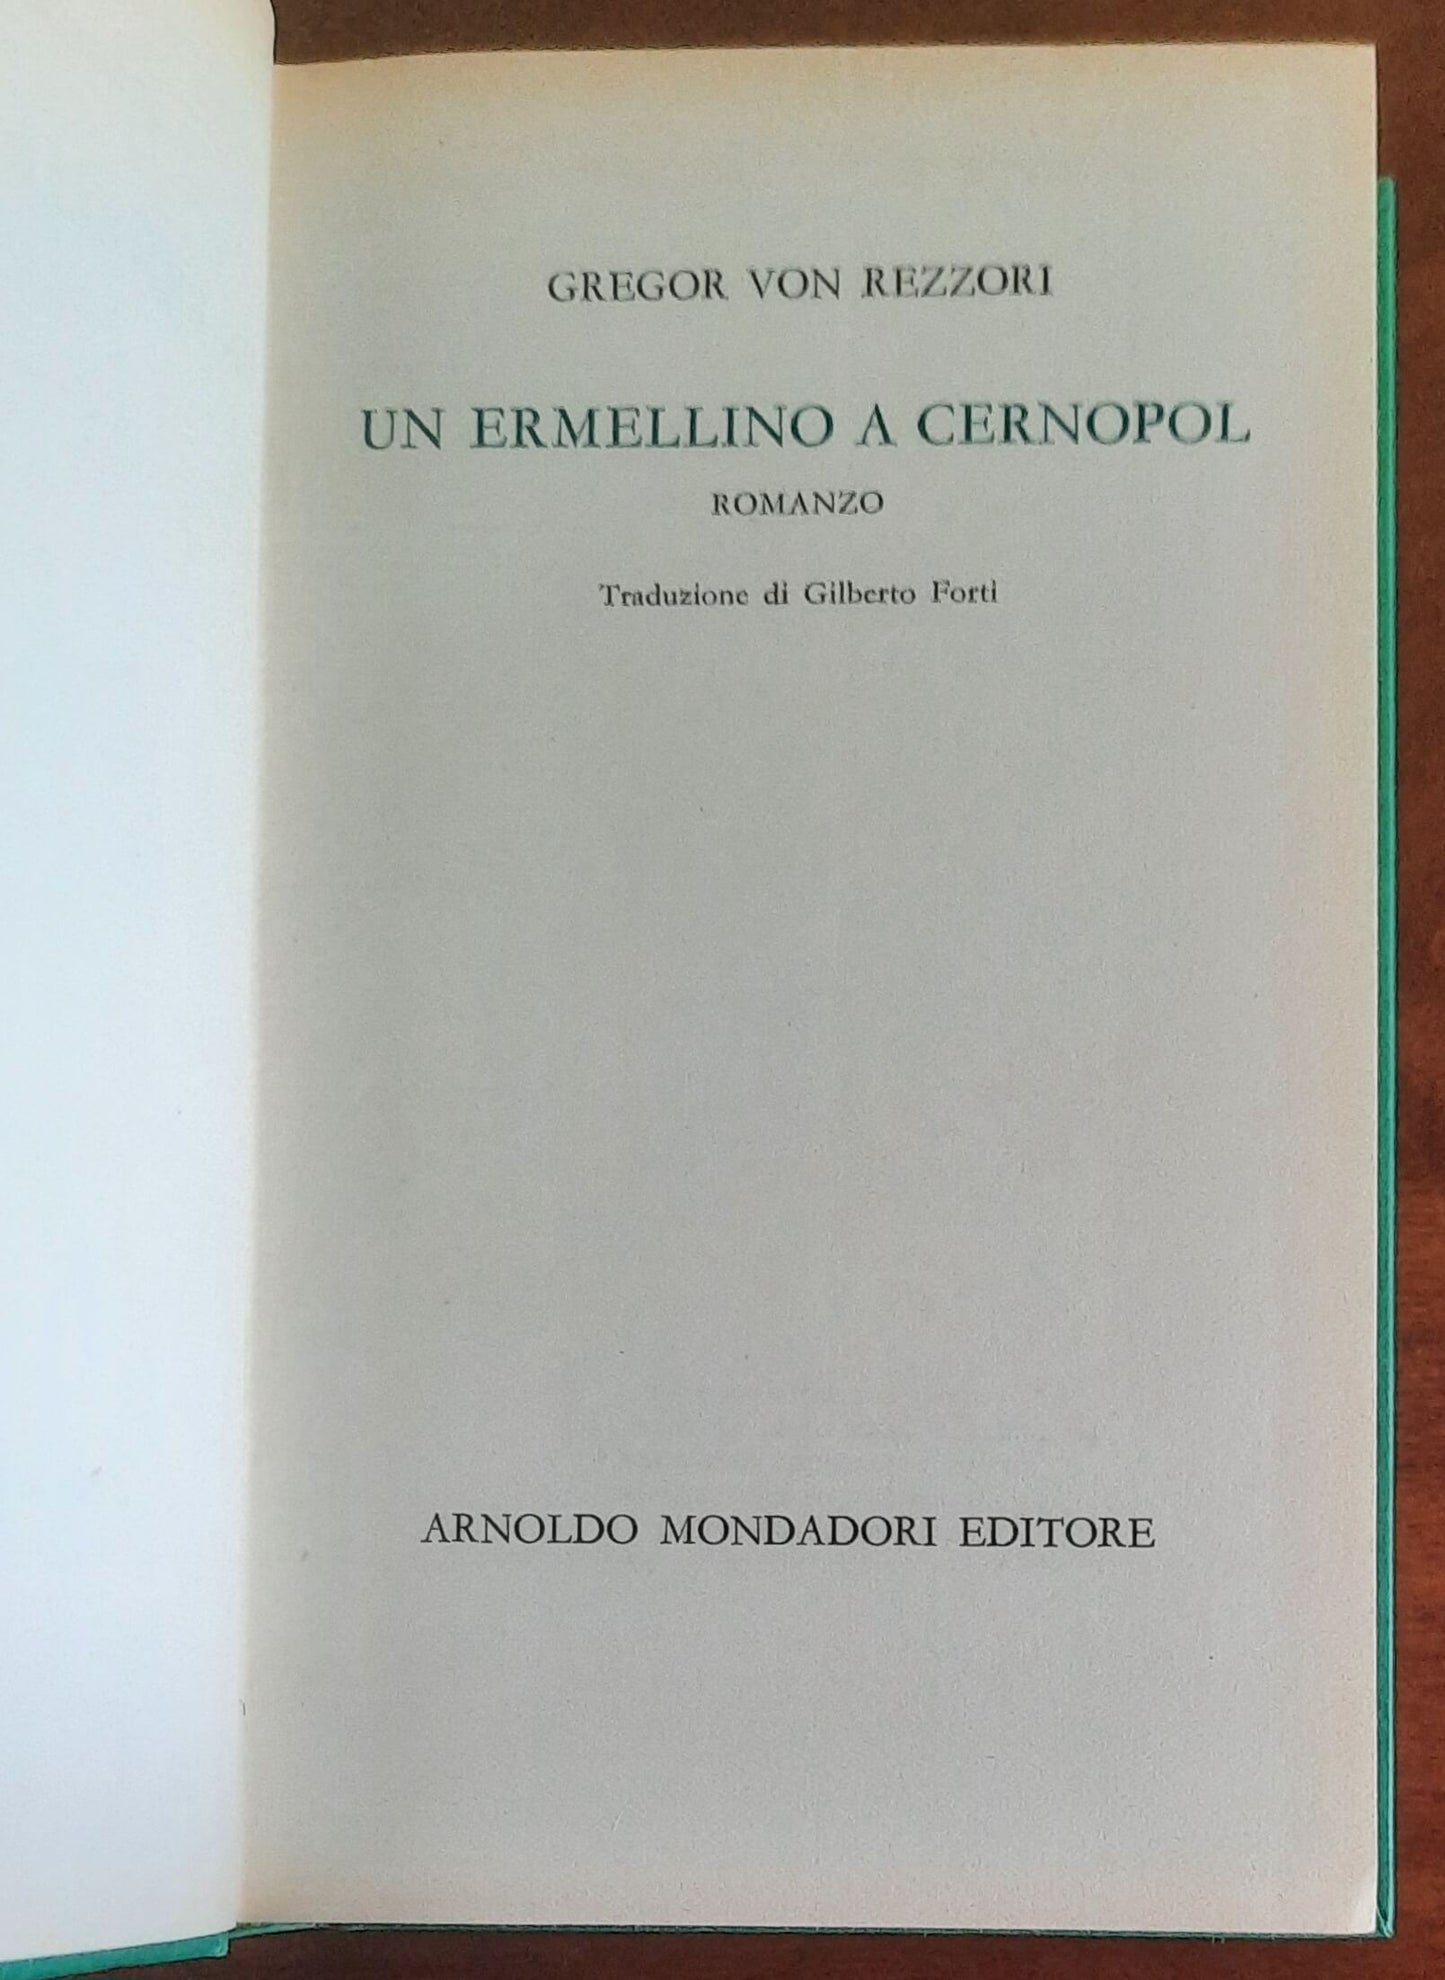 GREGOR VON REZZORI
UN ERMELLINO A CERNOPOL
ROMANZO
Traduzione di Gilberto Forti
ARNOLDO MONDADORI EDITORE